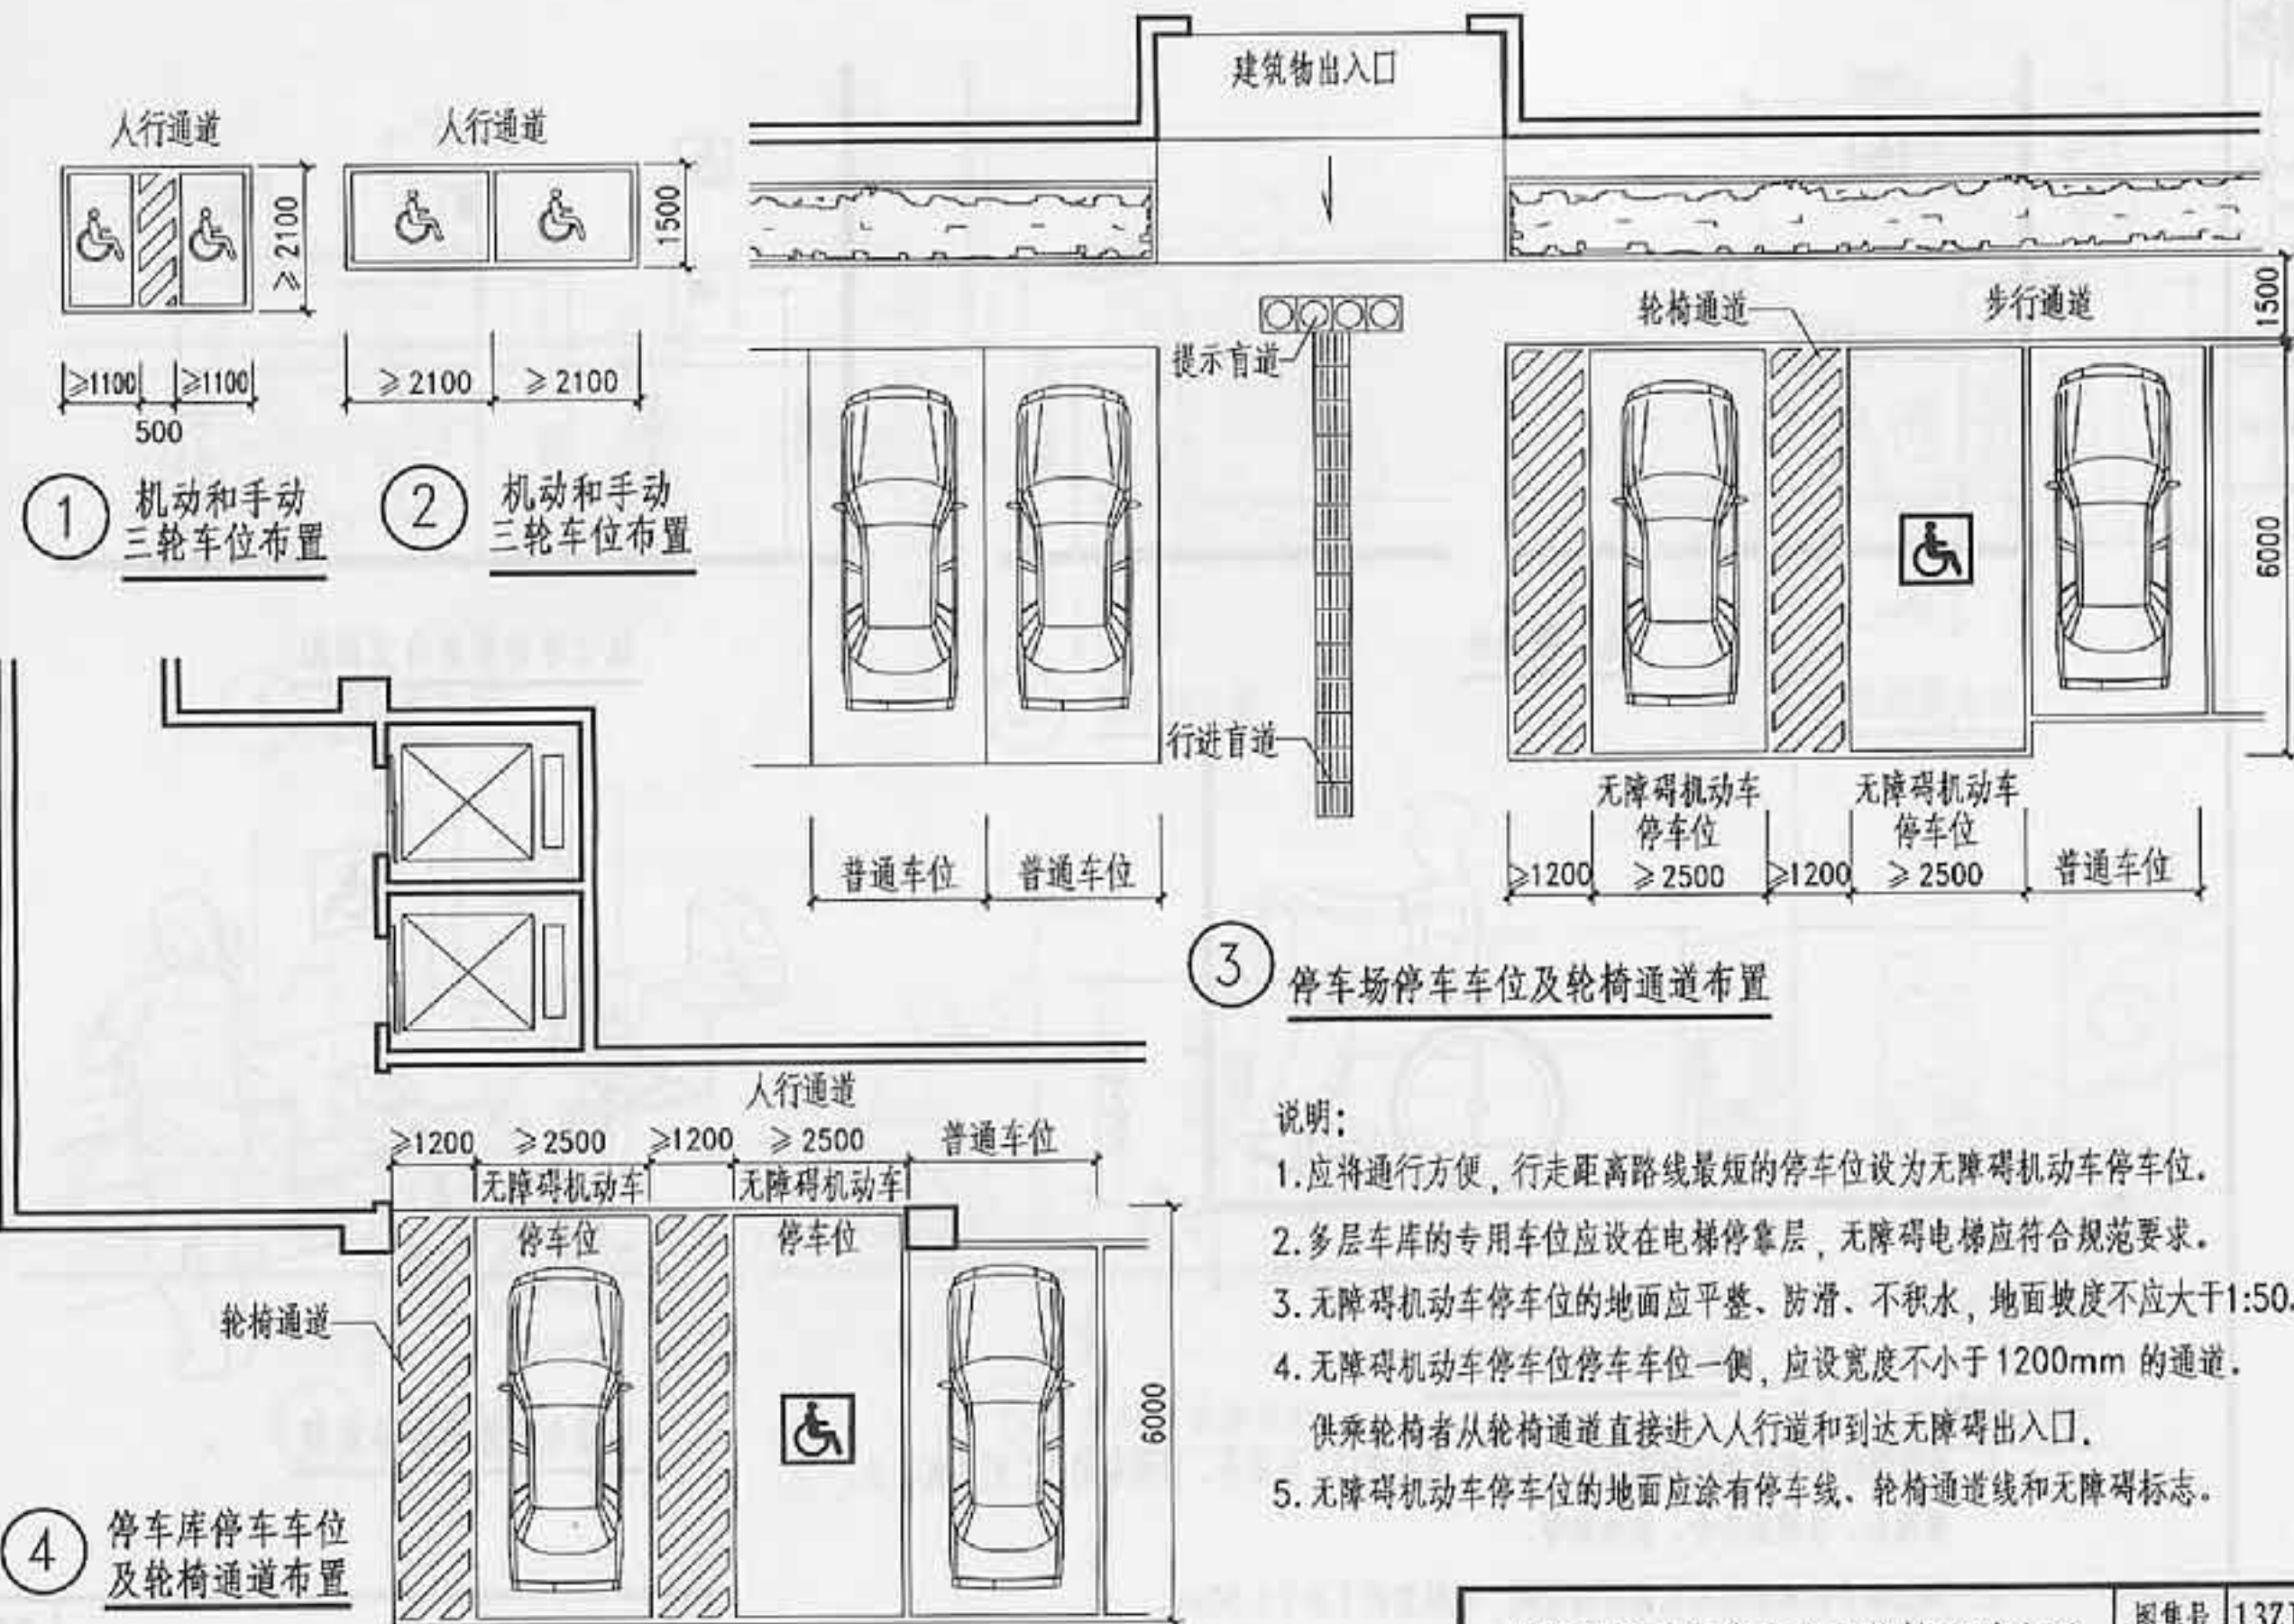 建筑物出入口
人行通道
人行通道
≥2100
1500
≥1100
≥1100
500
≥2100
≥2100
① 机动和手动
三轮车位布置
② 机动和手动
三轮车位布置
提示盲道
行进盲道
轮椅通道
步行通道
1500
6000
普通车位
普通车位
无障碍机动车
停车位
无障碍机动车
停车位
≥1200
≥2500
≥1200
≥2500
普通车位
③ 停车场停车车位及轮椅通道布置
人行通道
≥1200
≥2500
≥1200
≥2500
普通车位
无障碍机动车
停车位
无障碍机动车
停车位
轮椅通道
6000
④ 停车库停车车位
及轮椅通道布置
说明:
1.应将通行方便,行走距离路线最短的停车位设为无障碍机动车停车位。
2.多层车库的专用车位应设在电梯停靠层,无障碍电梯应符合规范要求。
3.无障碍机动车停车位的地面应平整、防滑、不积水,地面坡度不应大于1:50.
4.无障碍机动车停车位停车车位一侧,应设宽度不小于1200mm 的通道.
供乘轮椅者从轮椅通道直接进入人行道和到达无障碍出入口.
5.无障碍机动车停车位的地面应涂有停车线、轮椅通道线和无障碍标志。
图集号